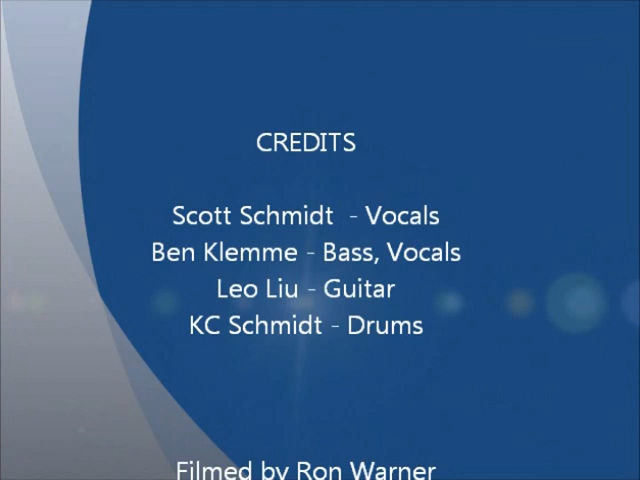 CREDITS
Scott Schmidt  - Vocals
Ben Klemme - Bass, Vocals
Leo Liu - Guitar
KC Schmidt - Drums
Filmed by Ron Warner